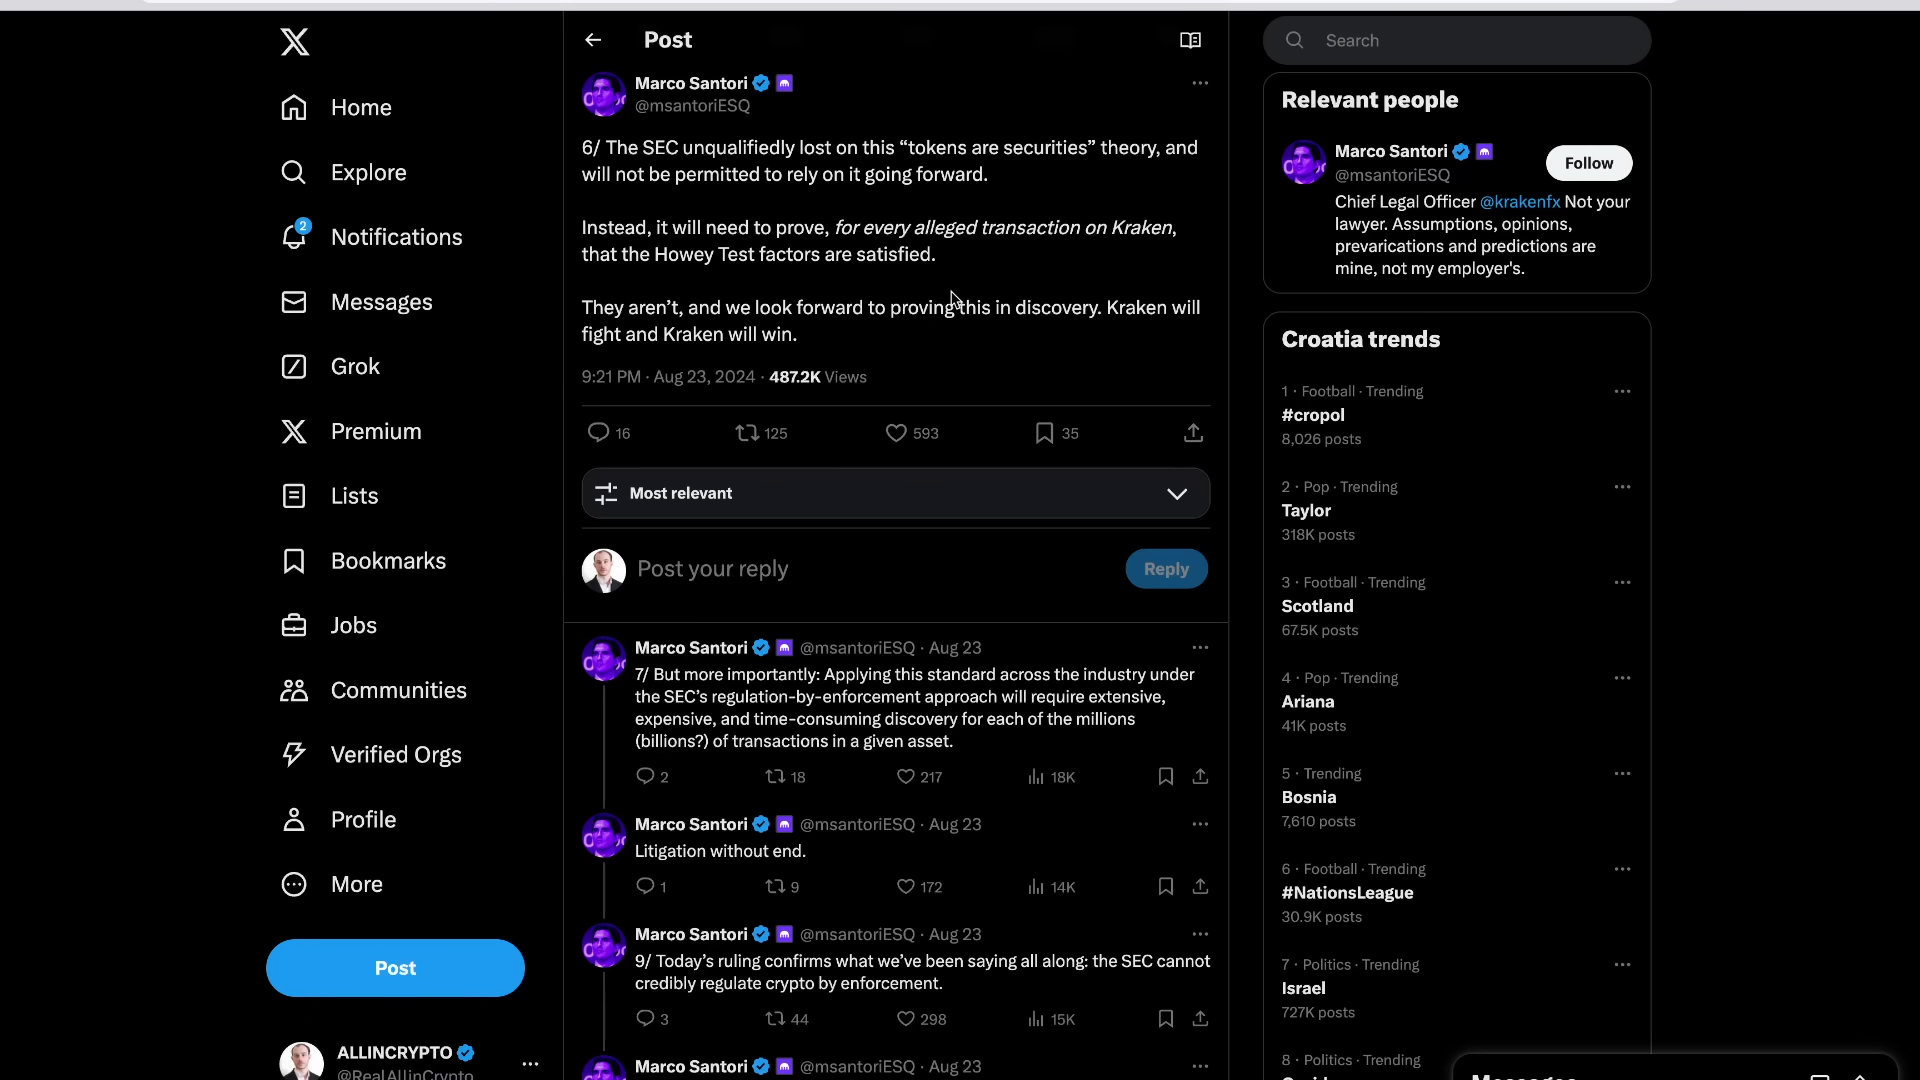 Home
Explore
2
Notifications
Messages
Grok
Premium
Lists
Bookmarks
Jobs
Communities
Verified Orgs
Profile
More
Post
ALLINCRYPTO
@RealAllinCrypto
Post
Marco Santori
@msantoriESQ
6/ The SEC unqualifiedly lost on this “tokens are securities” theory, and
will not be permitted to rely on it going forward.
Instead, it will need to prove, for every alleged transaction on Kraken,
that the Howey Test factors are satisfied.
They aren’t, and we look forward to proving this in discovery. Kraken will
fight and Kraken will win.
9:21 PM · Aug 23, 2024 · 487.2K Views
16 125 593 35
Most relevant
Post your reply
Reply
Marco Santori @msantoriESQ · Aug 23
7/ But more importantly: Applying this standard across the industry under
the SEC’s regulation-by-enforcement approach will require extensive,
expensive, and time-consuming discovery for each of the millions
(billions?) of transactions in a given asset.
2 18 217 18K
Marco Santori @msantoriESQ · Aug 23
Litigation without end.
1 9 172 14K
Marco Santori @msantoriESQ · Aug 23
9/ Today’s ruling confirms what we’ve been saying all along: the SEC cannot
credibly regulate crypto by enforcement.
3 44 298 15K
Marco Santori @msantoriESQ · Aug 23
Search
Relevant people
Marco Santori
@msantoriESQ
Follow
Chief Legal Officer @krakenfx Not your
lawyer. Assumptions, opinions,
prevarications and predictions are
mine, not my employer's.
Croatia trends
1 · Football · Trending
#cropol
8,026 posts
2 · Pop · Trending
Taylor
318K posts
3 · Football · Trending
Scotland
67.5K posts
4 · Pop · Trending
Ariana
41K posts
5 · Trending
Bosnia
7,610 posts
6 · Football · Trending
#NationsLeague
30.9K posts
7 · Politics · Trending
Israel
727K posts
8 · Politics · Trending
Messages